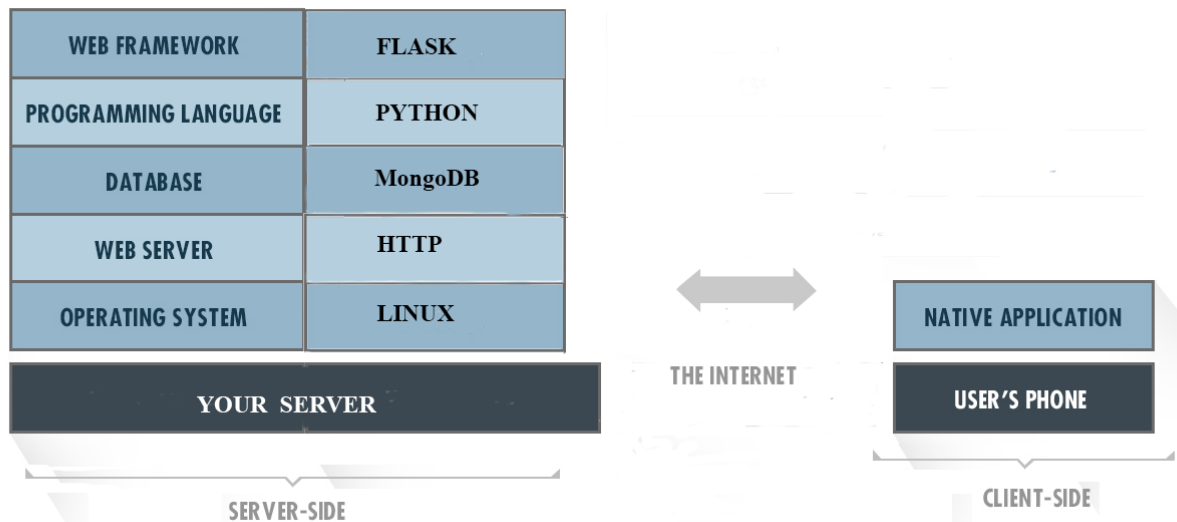 WEB FRAMEWORK FLASK
PROGRAMMING LANGUAGE PYTHON
DATABASE MongoDB
WEB SERVER HTTP
OPERATING SYSTEM LINUX
YOUR SERVER
SERVER-SIDE
THE INTERNET
NATIVE APPLICATION
USER'S PHONE
CLIENT-SIDE